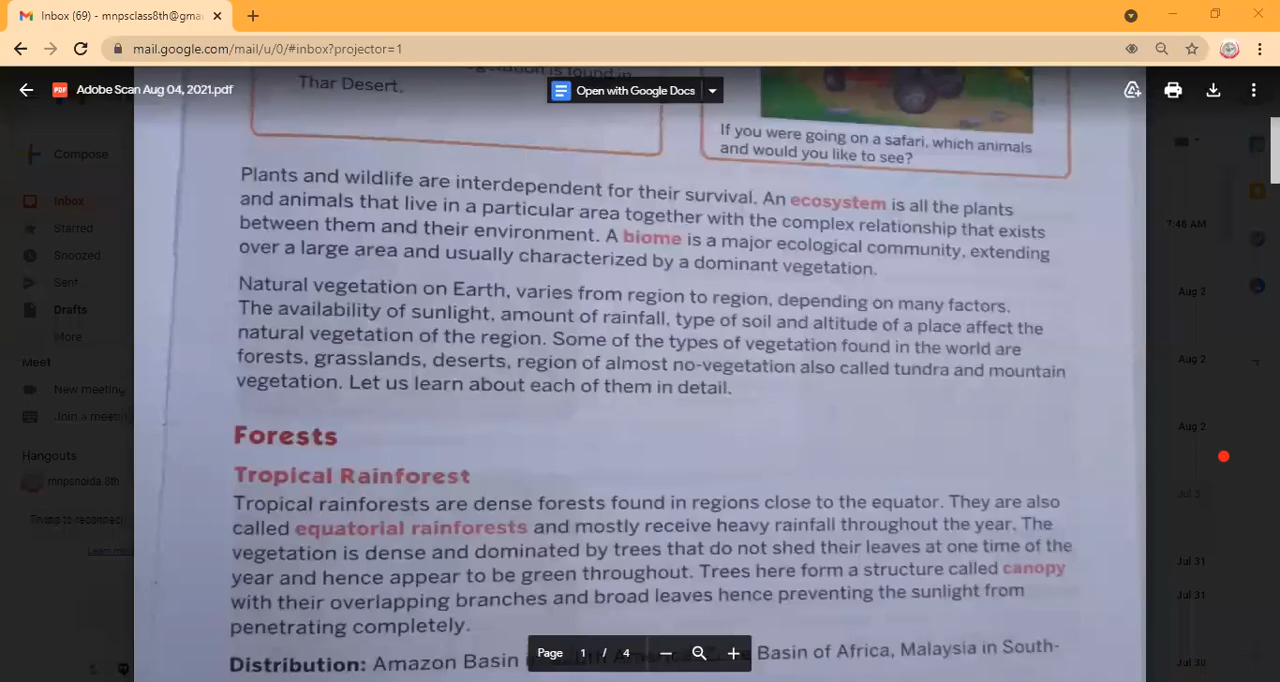 Inbox (69) - mnpsclass8th@gma
mail.google.com/mail/u/0/#inbox?projector=1
PDF Adobe Scan Aug 04, 2021.pdf
Open with Google Docs
Compose
Inbox
Starred
Snoozed
Sent
Drafts
More
Meet
New meeting
Join a meeting
Hangouts
mnpsnoida.8th
7:46 AM
Aug 2
Aug 2
Aug 2
Jul 31
Jul 31
Jul 30
is found in
Thar Desert.
If you were going on a safari, which animals
and would you like to see?
Plants and wildlife are interdependent for their survival. An ecosystem is all the plants
and animals that live in a particular area together with the complex relationship that exists
between them and their environment. A biome is a major ecological community, extending
over a large area and usually characterized by a dominant vegetation.
Natural vegetation on Earth, varies from region to region, depending on many factors.
The availability of sunlight, amount of rainfall, type of soil and altitude of a place affect the
natural vegetation of the region. Some of the types of vegetation found in the world are
forests, grasslands, deserts, region of almost no-vegetation also called tundra and mountain
vegetation. Let us learn about each of them in detail.
Forests
Tropical Rainforest
Tropical rainforests are dense forests found in regions close to the equator. They are also
called equatorial rainforests and mostly receive heavy rainfall throughout the year. The
vegetation is dense and dominated by trees that do not shed their leaves at one time of the
year and hence appear to be green throughout. Trees here form a structure called canopy
with their overlapping branches and broad leaves hence preventing the sunlight from
penetrating completely.
Distribution: Amazon Basin Basin of Africa, Malaysia in South-
Page 1 / 4